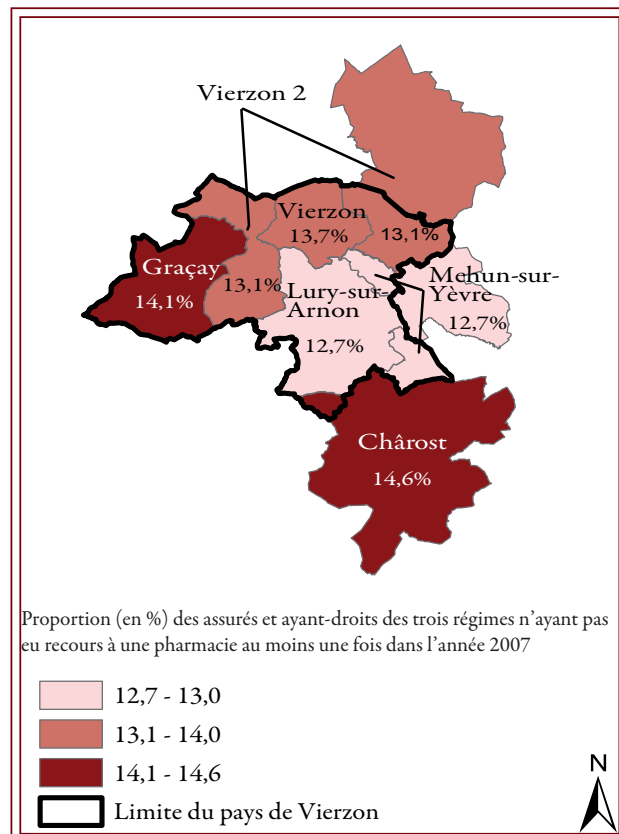 Vierzon 2
Vierzon
13,7%
13,1%
Graçay
14,1%
13,1%
Lury-sur-
Arnon
12,7%
Mehun-sur-
Yèvre
12,7%
Chârost
14,6%
Proportion (en %) des assurés et ayant-droits des trois régimes n’ayant pas
eu recours à une pharmacie au moins une fois dans l’année 2007
12,7 - 13,0
13,1 - 14,0
14,1 - 14,6
Limite du pays de Vierzon
N